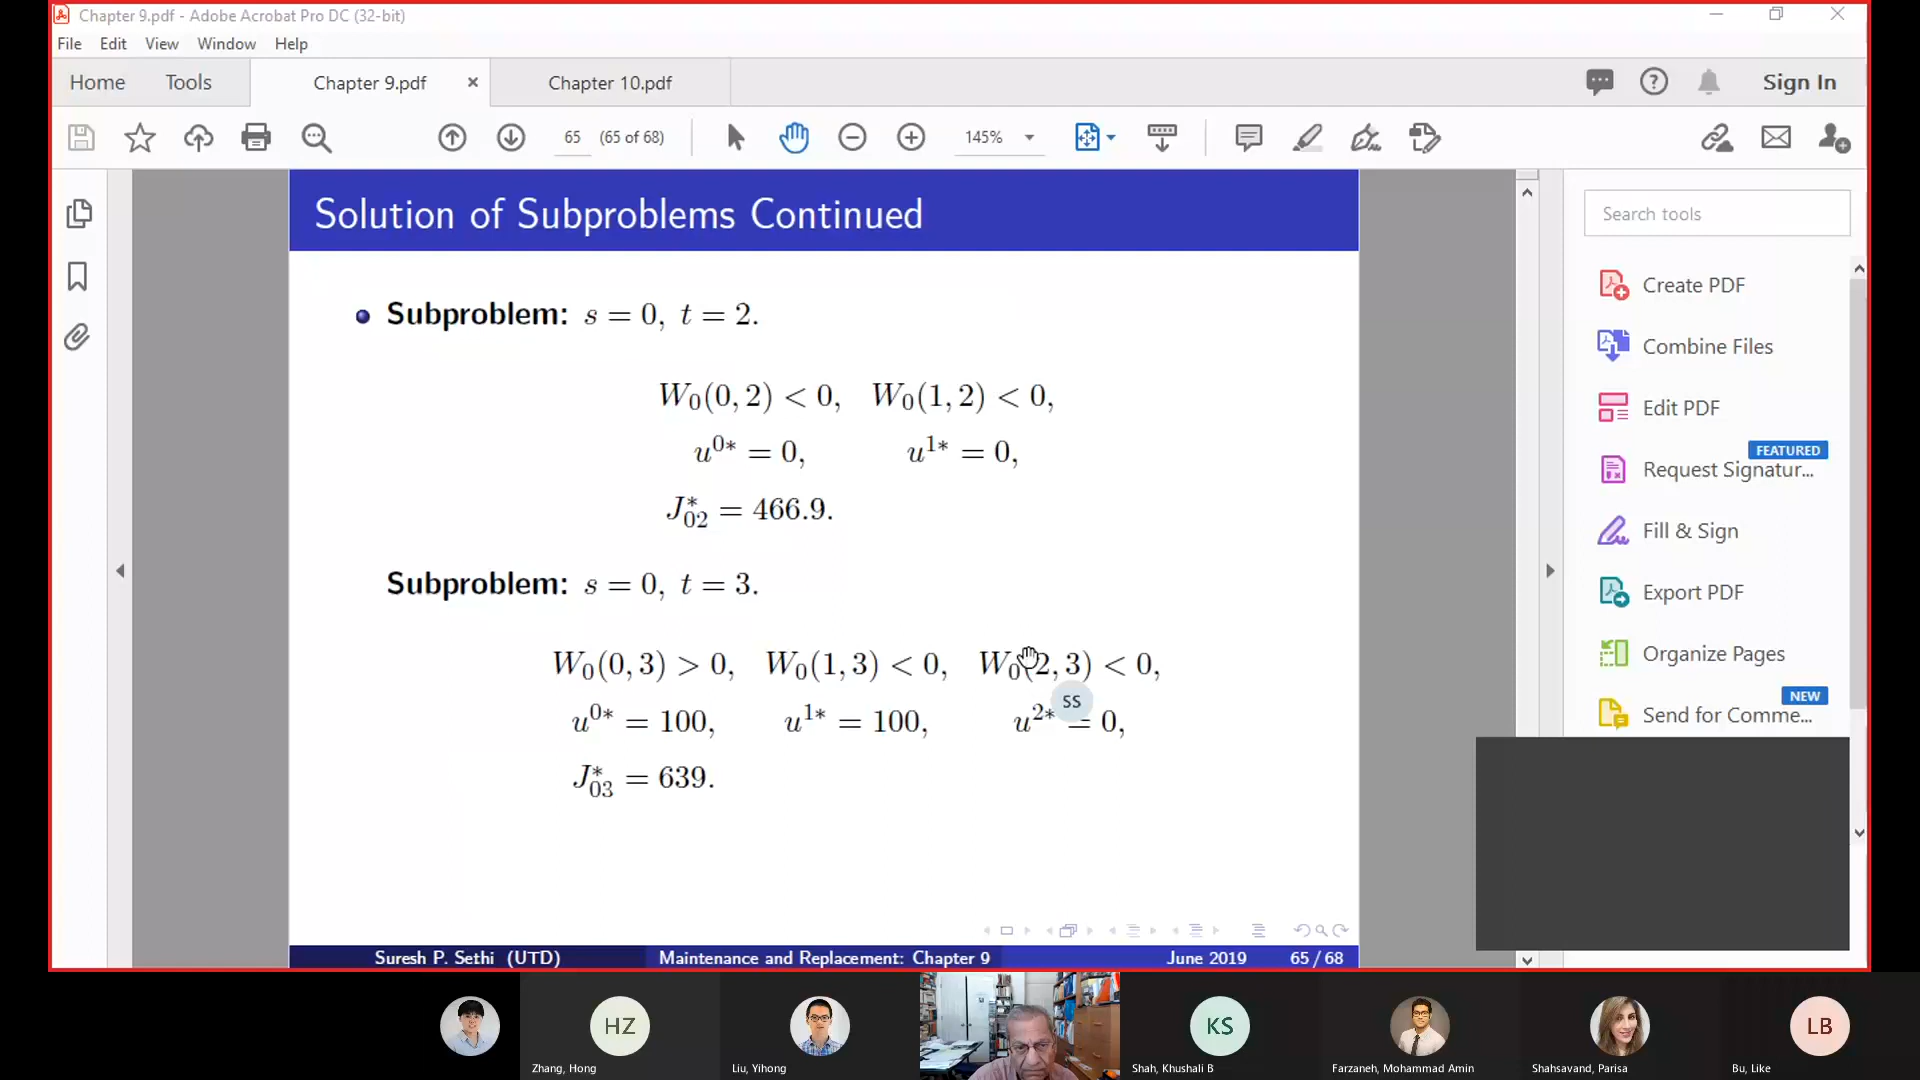 Chapter 9.pdf - Adobe Acrobat Pro DC (32-bit)
File Edit View Window Help
Home Tools Chapter 9.pdf × Chapter 10.pdf Sign In
65 (65 of 68) 145%
Solution of Subproblems Continued
Search tools
Create PDF
Combine Files
Edit PDF
FEATURED
Request Signatur...
Fill & Sign
Export PDF
Organize Pages
NEW
Send for Comme...
Subproblem: s = 0, t = 2.
W₀(0, 2) < 0, W₀(1, 2) < 0,
u⁰* = 0, u¹* = 0,
J*₀₂ = 466.9.
Subproblem: s = 0, t = 3.
W₀(0, 3) > 0, W₀(1, 3) < 0, W₀(2, 3) < 0,
SS
u⁰* = 100, u¹* = 100, u²* = 0,
J*₀₃ = 639.
Suresh P. Sethi (UTD) Maintenance and Replacement: Chapter 9 June 2019 65 / 68
HZ KS LB
Zhang, Hong Liu, Yihong Shah, Khushali B Farzaneh, Mohammad Amin Shahsavand, Parisa Bu, Like